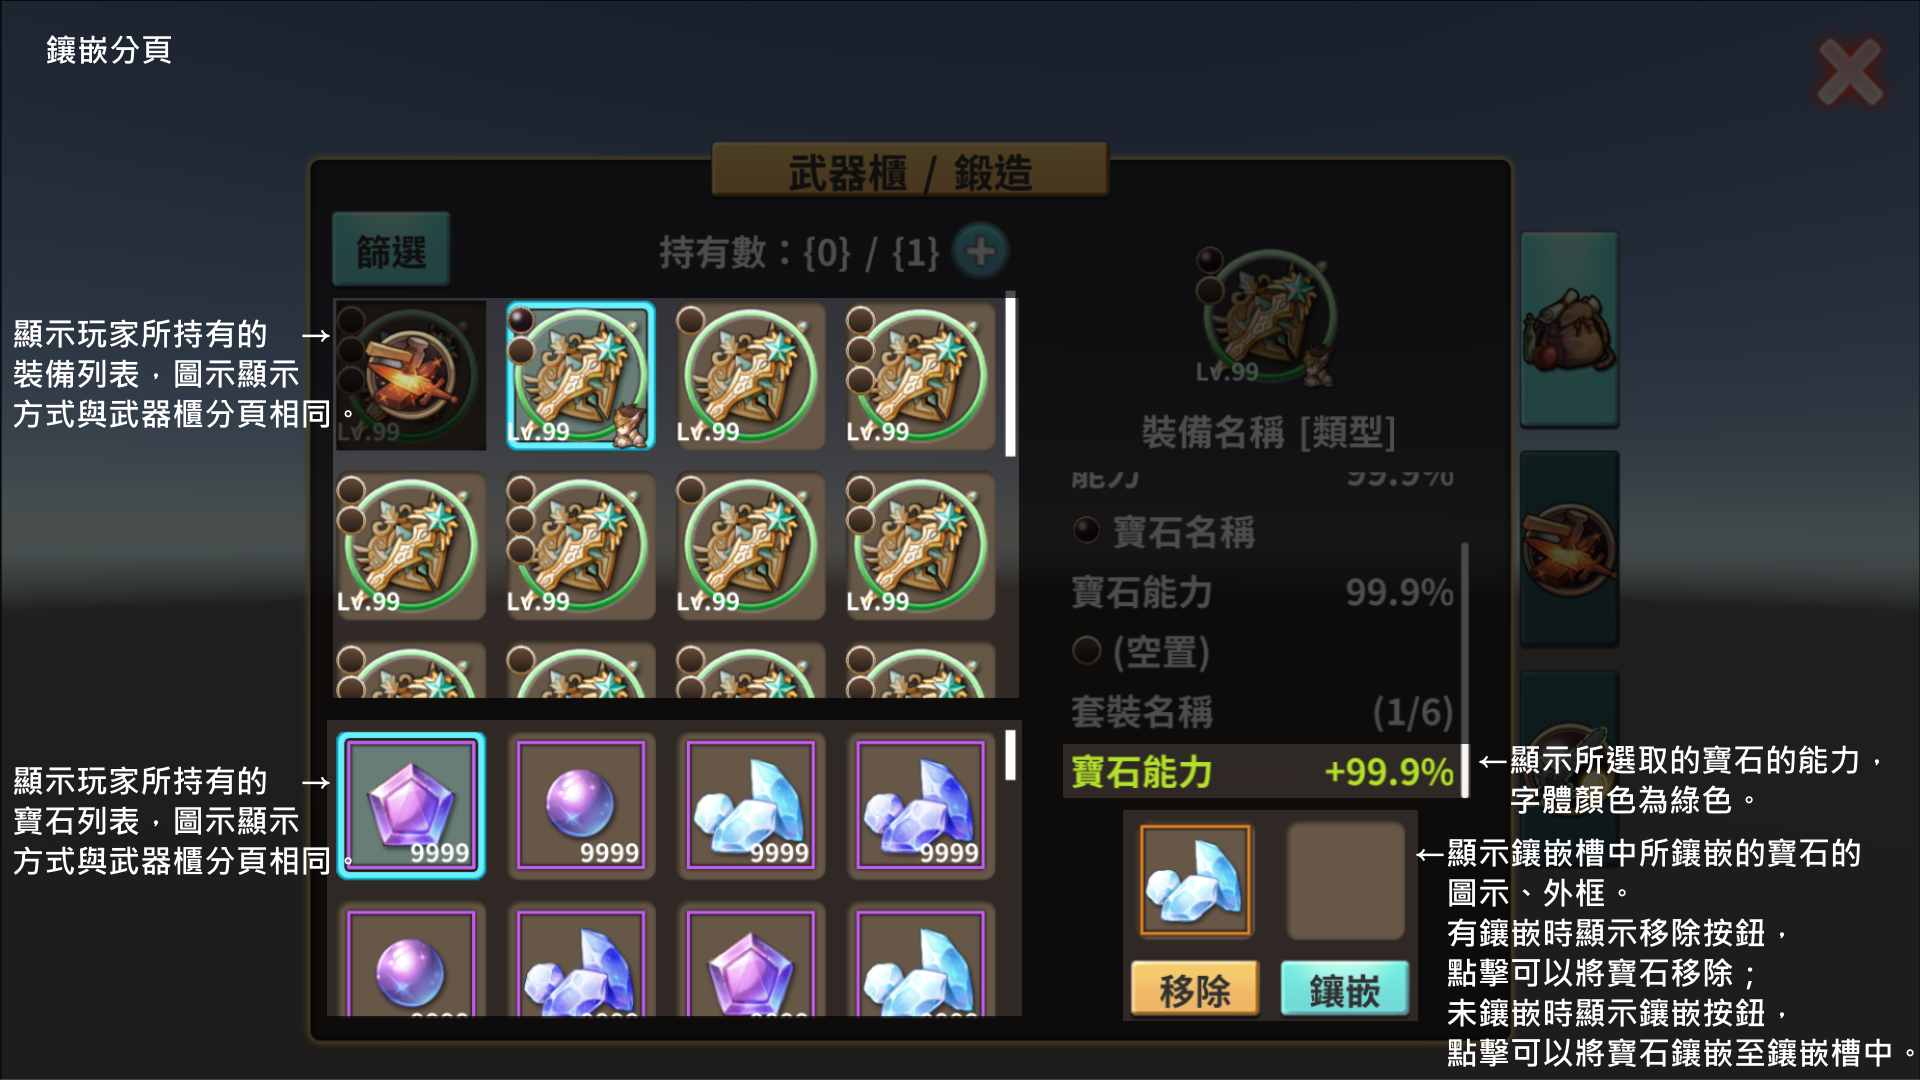 鑲嵌分頁
武器櫃 / 鍛造
篩選
持有數：{0} / {1}
顯示玩家所持有的 →
裝備列表，圖示顯示
方式與武器櫃分頁相同。
Lv.99
Lv.99
Lv.99
Lv.99
Lv.99
Lv.99
Lv.99
Lv.99
Lv.99
裝備名稱 [類型]
能力 99.9%
寶石名稱
寶石能力 99.9%
(空置)
套裝名稱 (1/6)
寶石能力 +99.9%
←顯示所選取的寶石的能力，
字體顏色為綠色。
顯示玩家所持有的 →
寶石列表，圖示顯示
方式與武器櫃分頁相同。
9999
9999
9999
9999
9999
9999
9999
9999
移除
鑲嵌
←顯示鑲嵌槽中所鑲嵌的寶石的
圖示、外框。
有鑲嵌時顯示移除按鈕，
點擊可以將寶石移除；
未鑲嵌時顯示鑲嵌按鈕，
點擊可以將寶石鑲嵌至鑲嵌槽中。